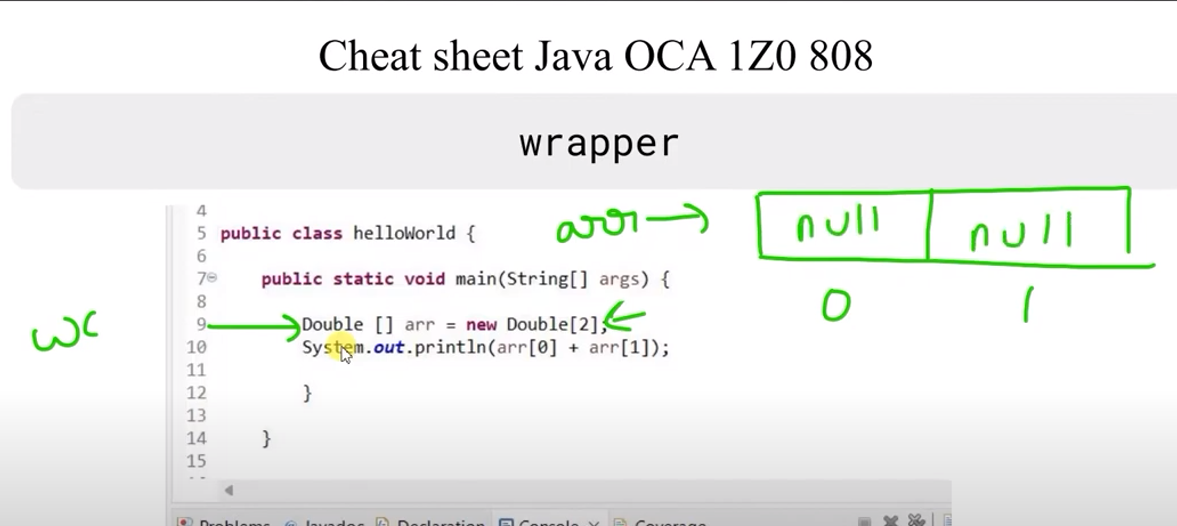 Cheat sheet Java OCA 1Z0 808
wrapper
4
5 public class helloWorld {
6
7 public static void main(String[] args) {
8
9 Double [] arr = new Double[2];
10 System.out.println(arr[0] + arr[1]);
11
12 }
13
14 }
15
arr
null null
0 1
wc
Problems Javadoc Declaration Console Coverage